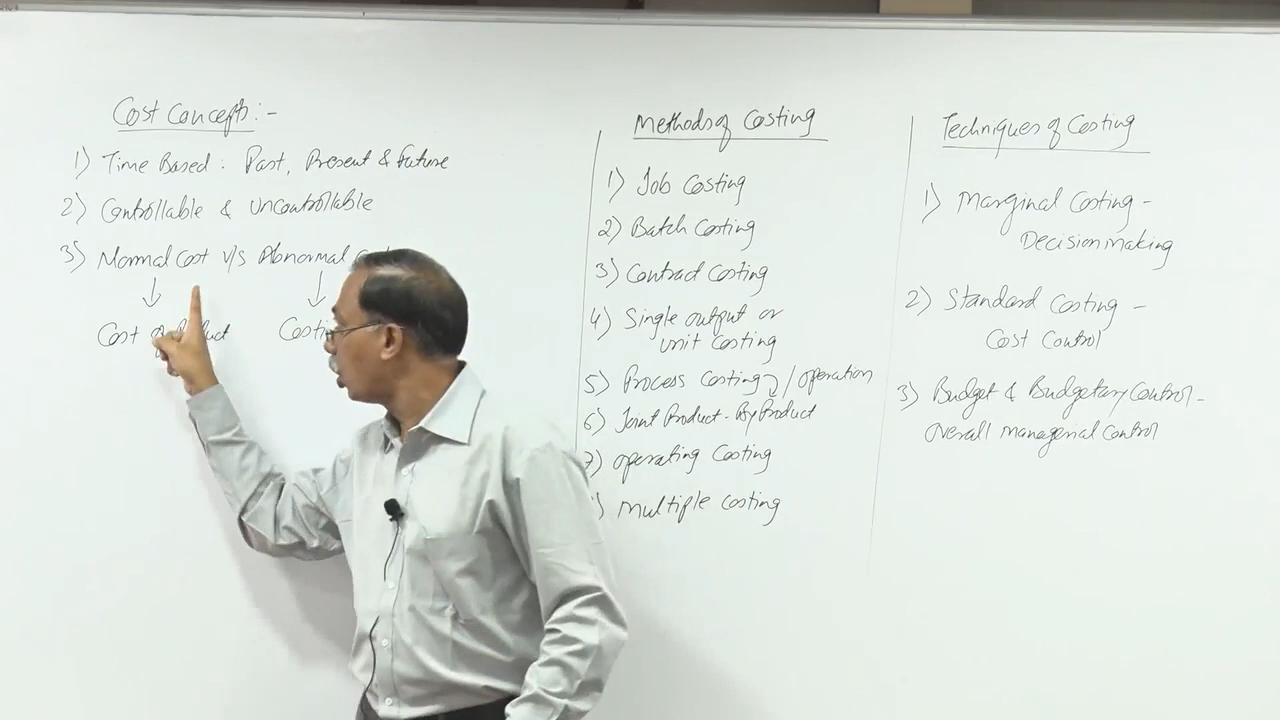 Cost Concepts :-
1) Time Based : Past, Present & Future
2) Controllable & Uncontrollable
3) Normal Cost v/s Abnormal
↓ ↓
Cost
Methods of Costing
1) Job Costing
2) Batch Costing
3) Contract Costing
4) Single output or
unit Costing
5) Process Costing / operation
6) Joint Product - By Product
7) operating Costing
) Multiple Costing
Techniques of Costing
1) Marginal Costing -
Decision making
2) Standard Costing -
Cost Control
3) Budget & Budgetary Control -
Overall Managerial Control